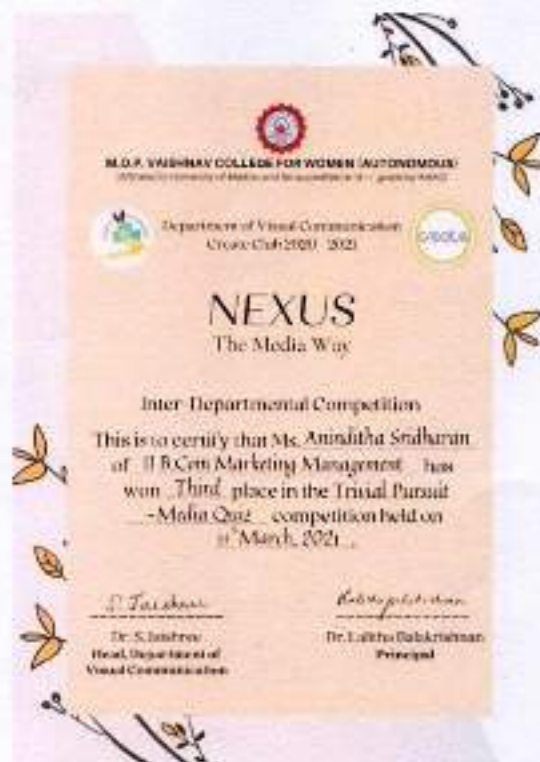 M.O.P. VAISHNAV COLLEGE FOR WOMEN (AUTONOMOUS)
Department of Visual Communication
Create Club 2020 - 2021
create
NEXUS
The Media Way
Inter-Departmental Competition
This is to certify that Ms. Aninditha Sridharan
of II B.Com Marketing Management has
won Third place in the Trivial Pursuit
-Media Quiz competition held on
March, 2021
Dr. S. Jaishree
Dr. Lalitha Balakrishnan
Head, Department of
Principal
Visual Communication